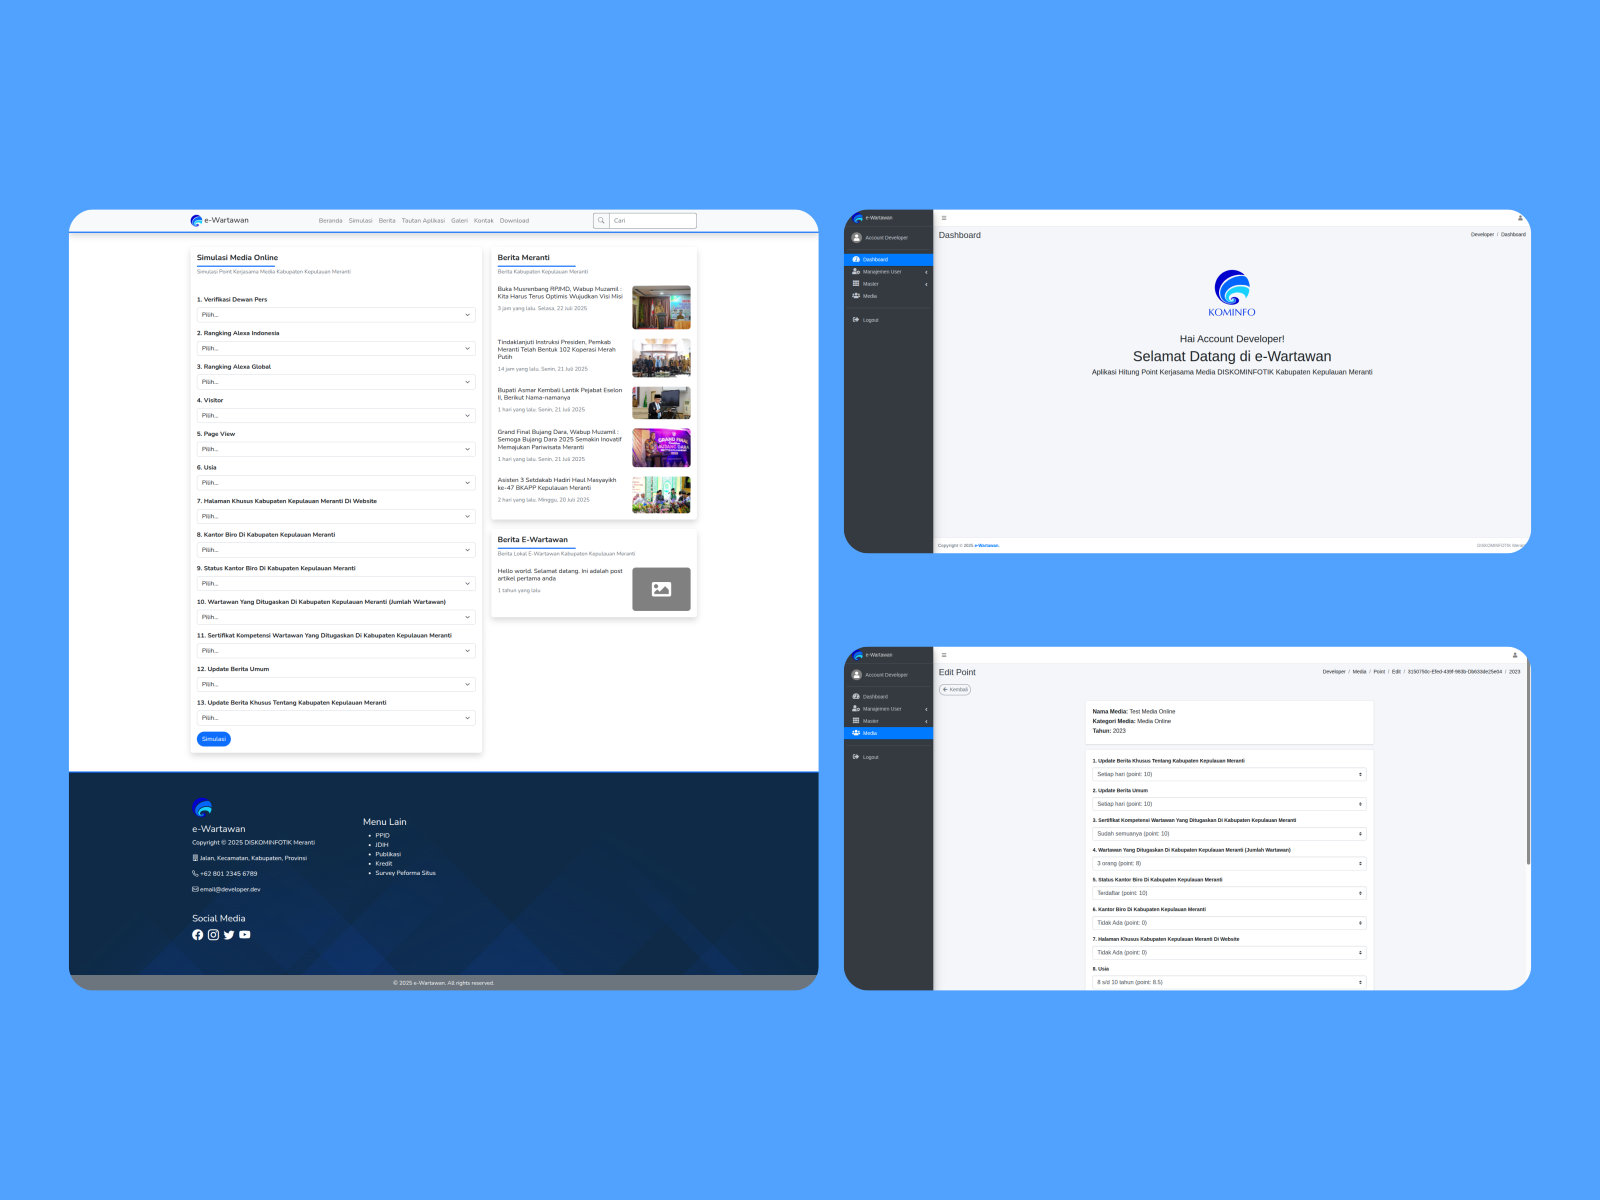 e-Wartawan
Beranda Simulasi Berita Tautan Aplikasi Galeri Kontak Download
Cari
Simulasi Media Online
Simulasi Point Kerjasama Media Kabupaten Kepulauan Meranti
1. Verifikasi Dewan Pers
Pilih...
2. Rangking Alexa Indonesia
Pilih...
3. Rangking Alexa Global
Pilih...
4. Visitor
Pilih...
5. Page View
Pilih...
6. Usia
Pilih...
7. Halaman Khusus Kabupaten Kepulauan Meranti Di Website
Pilih...
8. Kantor Biro Di Kabupaten Kepulauan Meranti
Pilih...
9. Status Kantor Biro Di Kabupaten Kepulauan Meranti
Pilih...
10. Wartawan Yang Ditugaskan Di Kabupaten Kepulauan Meranti (Jumlah Wartawan)
Pilih...
11. Sertifikat Kompetensi Wartawan Yang Ditugaskan Di Kabupaten Kepulauan Meranti
Pilih...
12. Update Berita Umum
Pilih...
13. Update Berita Khusus Tentang Kabupaten Kepulauan Meranti
Pilih...
Simulasi
Berita Meranti
Berita Kabupaten Kepulauan Meranti
Buka Musrenbang RPJMD, Wabup Muzamil :
Kita Harus Terus Optimis Wujudkan Visi Misi
3 jam yang lalu. Selasa, 22 Juli 2025
Tindaklanjuti Instruksi Presiden, Pemkab
Meranti Telah Bentuk 102 Koperasi Merah
Putih
14 jam yang lalu. Senin, 21 Juli 2025
Bupati Asmar Kembali Lantik Pejabat Eselon
II, Berikut Nama-namanya
1 hari yang lalu. Senin, 21 Juli 2025
Grand Final Bujang Dara, Wabup Muzamil :
Semoga Bujang Dara 2025 Semakin Inovatif
Memajukan Pariwisata Meranti
1 hari yang lalu. Senin, 21 Juli 2025
GRAND FINAL
Asisten 3 Setdakab Hadiri Haul Masyayikh
ke-47 BKAPP Kepulauan Meranti
2 hari yang lalu. Minggu, 20 Juli 2025
Berita E-Wartawan
Berita Lokal E-Wartawan Kabupaten Kepulauan Meranti
Hello world. Selamat datang. Ini adalah post
artikel pertama anda
1 tahun yang lalu
e-Wartawan
Copyright © 2025 DISKOMINFOTIK Meranti
Jalan, Kecamatan, Kabupaten, Provinsi
+62 801 2345 6789
email@developer.dev
Social Media
Menu Lain
PPID
JDIH
Publikasi
Kredit
Survey Peforma Situs
© 2025 e-Wartawan. All rights reserved.
e-Wartawan
Account Developer
Dashboard
Manajemen User
Master
Media
Logout
Dashboard
Developer / Dashboard
KOMINFO
Hai Account Developer!
Selamat Datang di e-Wartawan
Aplikasi Hitung Point Kerjasama Media DISKOMINFOTIK Kabupaten Kepulauan Meranti
Copyright © 2025 e-Wartawan.
DISKOMINFOTIK
e-Wartawan
Account Developer
Dashboard
Manajemen User
Master
Media
Logout
Edit Point
Developer / Media / Point / Edit / / 2023
Kembali
Nama Media: Test Media Online
Kategori Media: Media Online
Tahun: 2023
1. Update Berita Khusus Tentang Kabupaten Kepulauan Meranti
Setiap hari (point: 10)
2. Update Berita Umum
Setiap hari (point: 10)
3. Sertifikat Kompetensi Wartawan Yang Ditugaskan Di Kabupaten Kepulauan Meranti
Sudah semuanya (point: 10)
4. Wartawan Yang Ditugaskan Di Kabupaten Kepulauan Meranti (Jumlah Wartawan)
3 orang (point: 8)
5. Status Kantor Biro Di Kabupaten Kepulauan Meranti
Terdaftar (point: 10)
6. Kantor Biro Di Kabupaten Kepulauan Meranti
Tidak Ada (point: 0)
7. Halaman Khusus Kabupaten Kepulauan Meranti Di Website
Tidak Ada (point: 0)
8. Usia
8 s/d 10 tahun (point: 8.5)